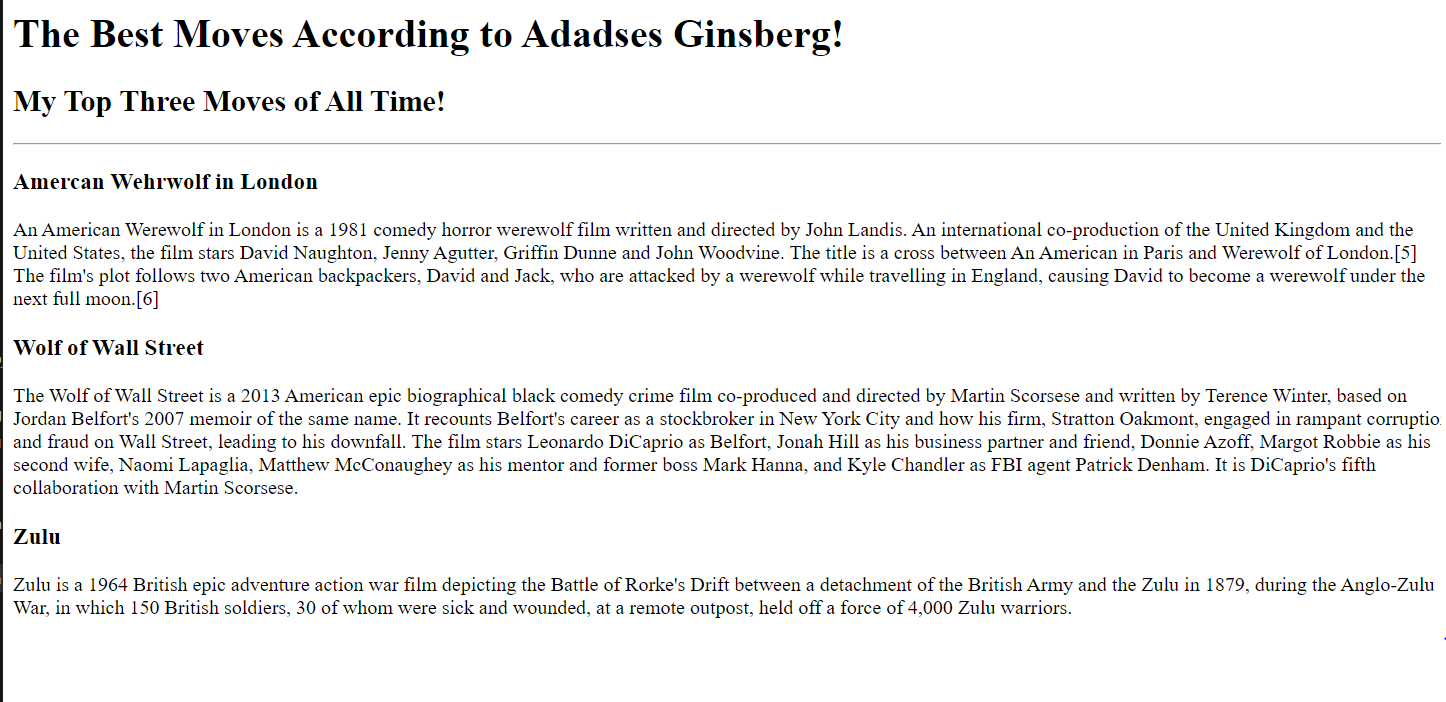 The Best Moves According to Adadses Ginsberg!
My Top Three Moves of All Time!
Amercan Wehrwolf in London
An American Werewolf in London is a 1981 comedy horror werewolf film written and directed by John Landis. An international co-production of the United Kingdom and the
United States, the film stars David Naughton, Jenny Agutter, Griffin Dunne and John Woodvine. The title is a cross between An American in Paris and Werewolf of London.[5]
The film's plot follows two American backpackers, David and Jack, who are attacked by a werewolf while travelling in England, causing David to become a werewolf under the
next full moon.[6]
Wolf of Wall Street
The Wolf of Wall Street is a 2013 American epic biographical black comedy crime film co-produced and directed by Martin Scorsese and written by Terence Winter, based on
Jordan Belfort's 2007 memoir of the same name. It recounts Belfort's career as a stockbroker in New York City and how his firm, Stratton Oakmont, engaged in rampant corruptio
and fraud on Wall Street, leading to his downfall. The film stars Leonardo DiCaprio as Belfort, Jonah Hill as his business partner and friend, Donnie Azoff, Margot Robbie as his
second wife, Naomi Lapaglia, Matthew McConaughey as his mentor and former boss Mark Hanna, and Kyle Chandler as FBI agent Patrick Denham. It is DiCaprio's fifth
collaboration with Martin Scorsese.
Zulu
Zulu is a 1964 British epic adventure action war film depicting the Battle of Rorke's Drift between a detachment of the British Army and the Zulu in 1879, during the Anglo-Zulu
War, in which 150 British soldiers, 30 of whom were sick and wounded, at a remote outpost, held off a force of 4,000 Zulu warriors.